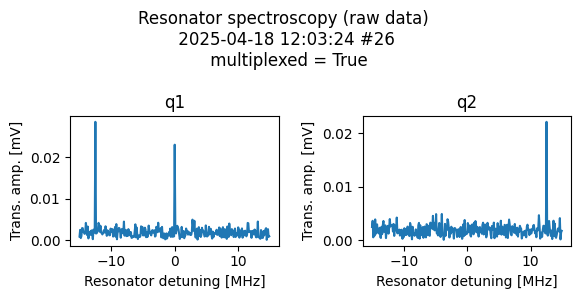 Resonator spectroscopy (raw data)
2025-04-18 12:03:24 #26
multiplexed = True
q1
q2
Trans. amp. [mV]
0.02
0.01
0.00
−10
0
10
Resonator detuning [MHz]
Trans. amp. [mV]
0.02
0.01
0.00
−10
0
10
Resonator detuning [MHz]